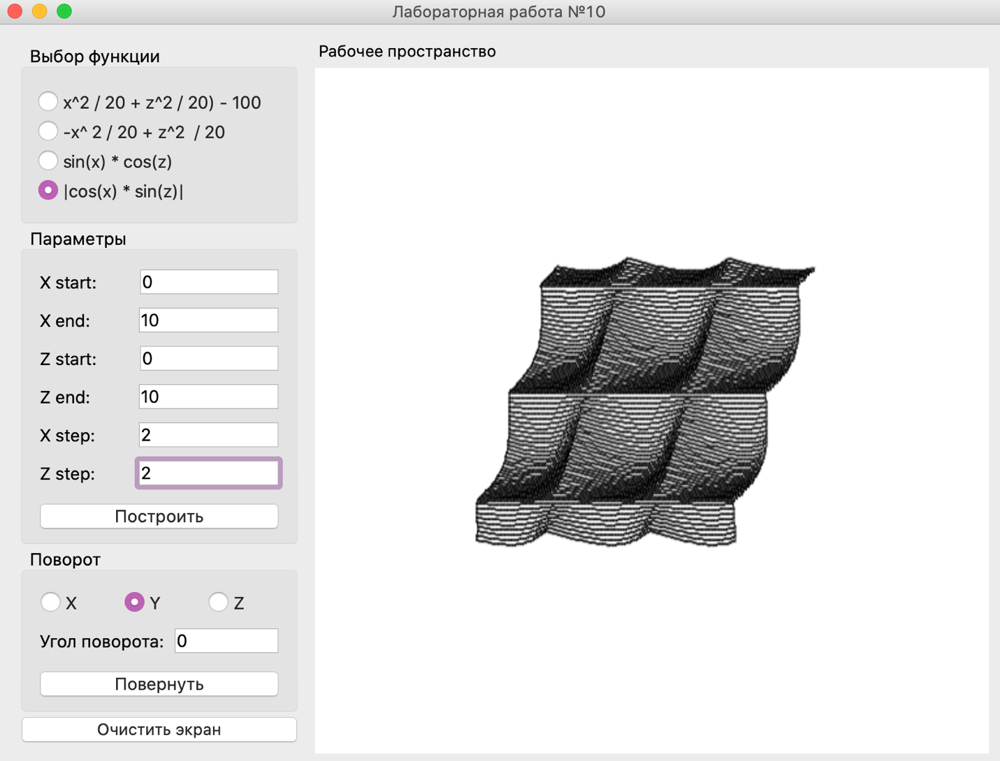 Лабораторная работа №10
Выбор функции
x^2 / 20 + z^2 / 20) - 100
-x^ 2 / 20 + z^2  / 20
sin(x) * cos(z)
|cos(x) * sin(z)|
Параметры
X start: 0
X end: 10
Z start: 0
Z end: 10
X step: 2
Z step: 2
Построить
Поворот
X Y Z
Угол поворота: 0
Повернуть
Очистить экран
Рабочее пространство